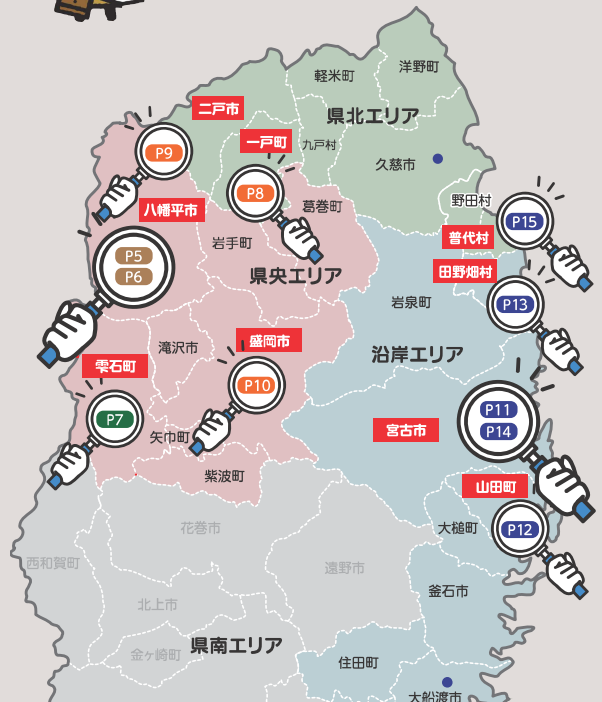 洋野町
軽米町
二戸市
県北エリア
一戸町
九戸村
P9
久慈市
P8
野田村
八幡平市
葛巻町
P15
普代村
岩手町
P5
P6
県央エリア
田野畑村
岩泉町
P13
滝沢市
盛岡市
沿岸エリア
雫石町
P10
P7
P11
P14
宮古市
矢巾町
紫波町
山田町
花巻市
大槌町
P12
西和賀町
遠野市
釜石市
北上市
県南エリア
金ヶ崎町
住田町
大船渡市